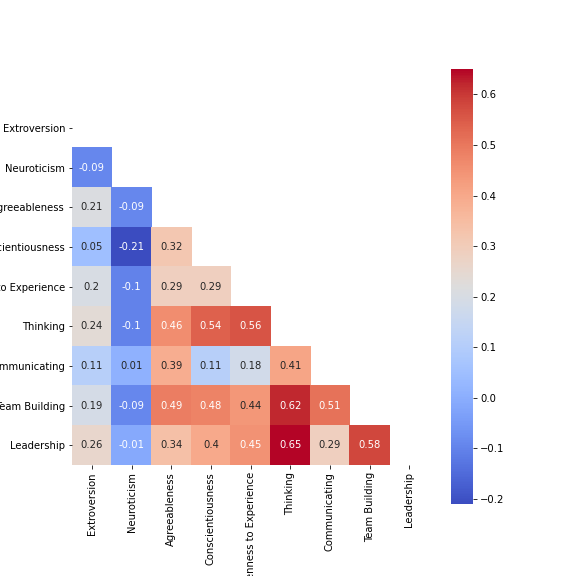 Extroversion
Neuroticism -0.09
greeableness 0.21 -0.09
cientiousness 0.05 -0.21 0.32
to Experience 0.2 -0.1 0.29 0.29
Thinking 0.24 -0.1 0.46 0.54 0.56
mmunicating 0.11 0.01 0.39 0.11 0.18 0.41
Team Building 0.19 -0.09 0.49 0.48 0.44 0.62 0.51
Leadership 0.26 -0.01 0.34 0.4 0.45 0.65 0.29 0.58
Extroversion
Neuroticism
Agreeableness
Conscientiousness
enness to Experience
Thinking
Communicating
Team Building
Leadership
0.6
0.5
0.4
0.3
0.2
0.1
0.0
−0.1
−0.2